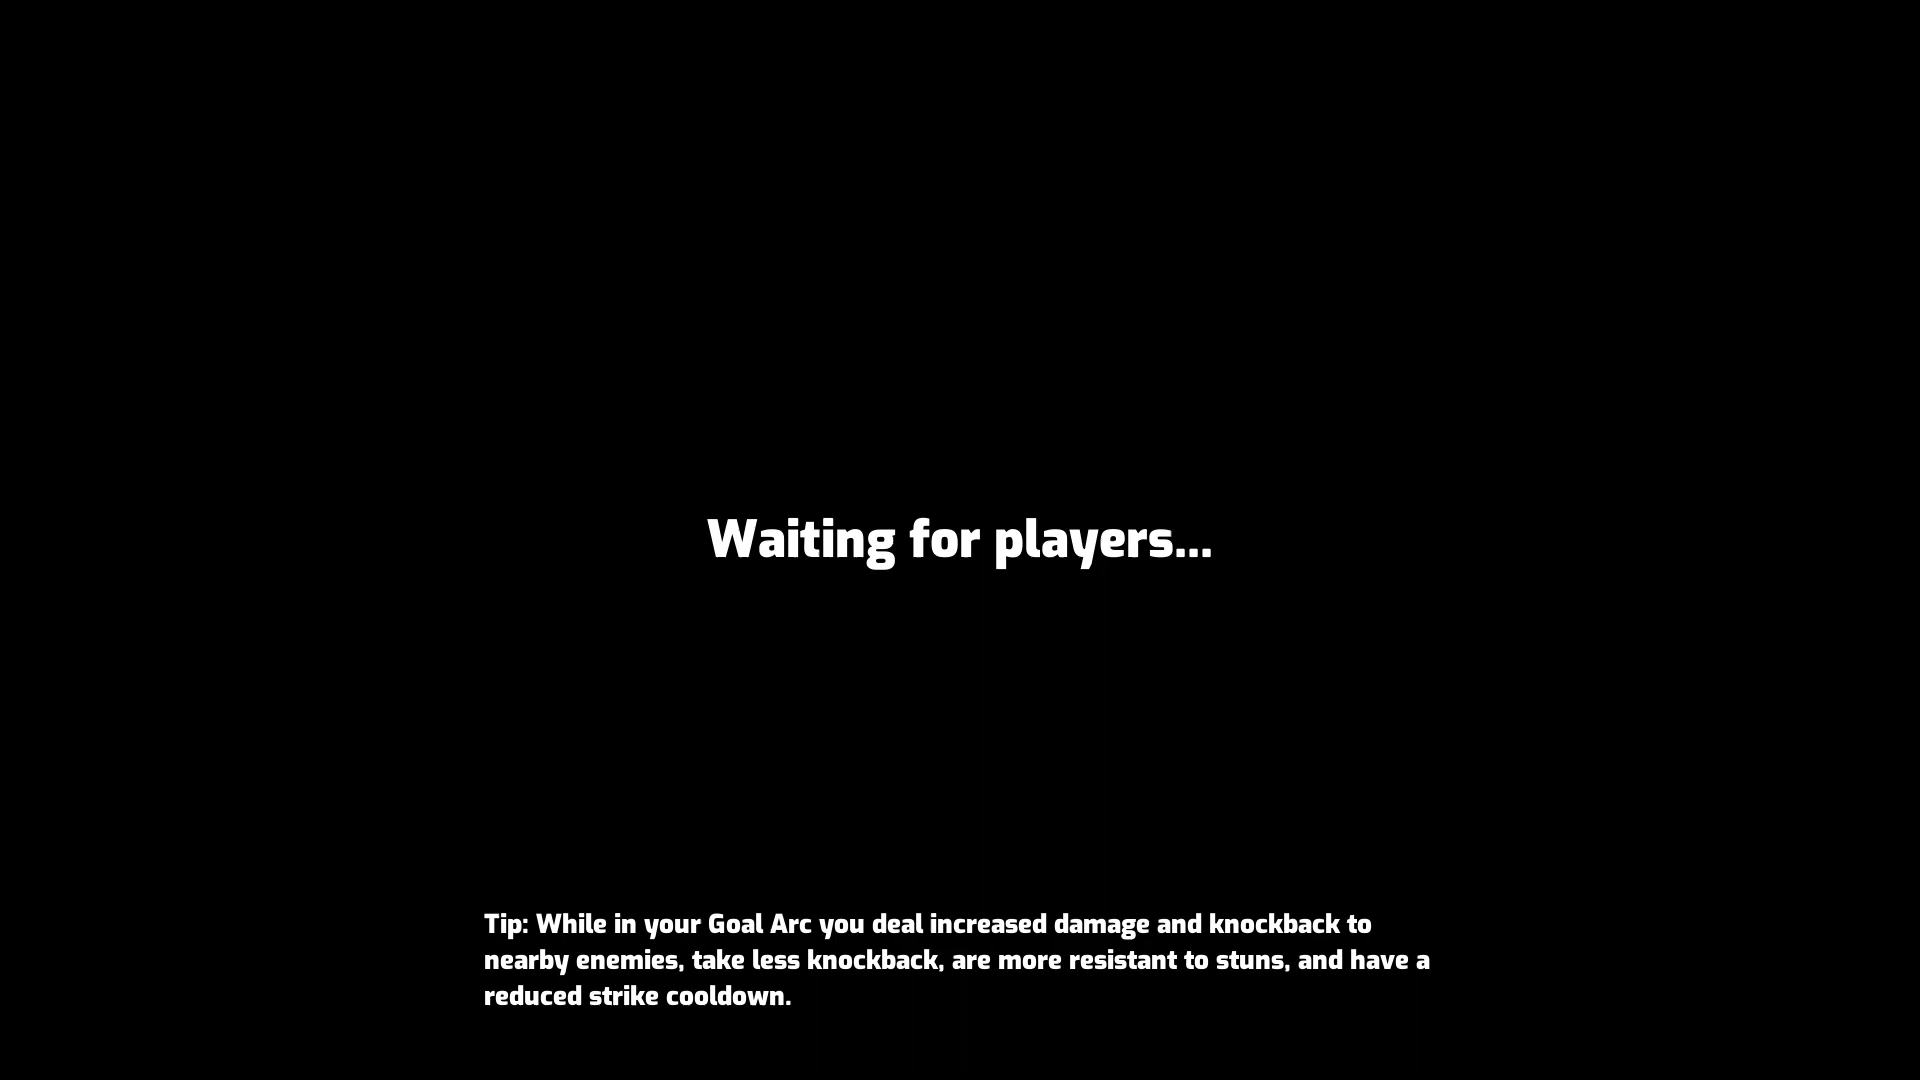 Waiting for players...
Tip: While in your Goal Arc you deal increased damage and knockback to
nearby enemies, take less knockback, are more resistant to stuns, and have a
reduced strike cooldown.